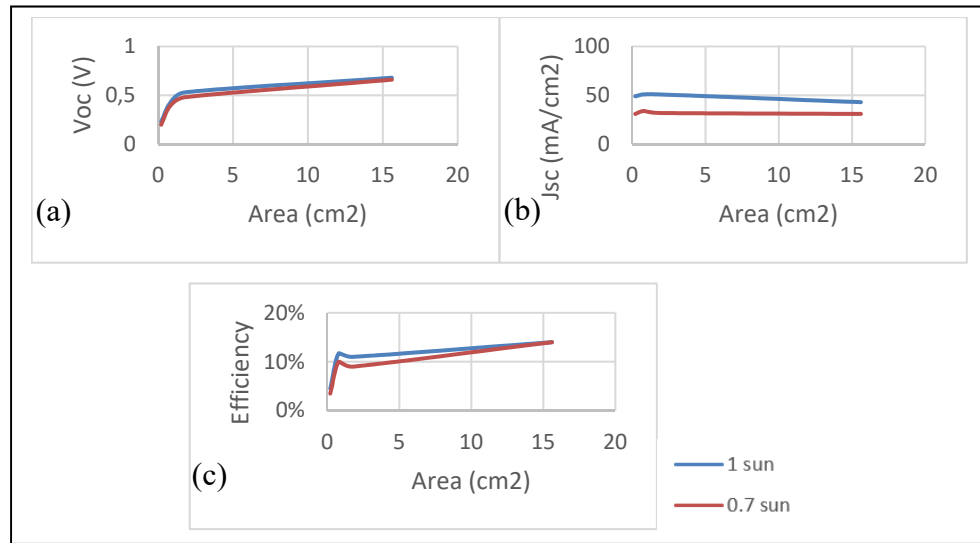 1
0,5
0
Voc (V)
0 5 10 15 20
Area (cm2)
(a)
100
50
0
Jsc (mA/cm2)
0 5 10 15 20
Area (cm2)
(b)
20%
10%
0%
Efficiency
0 5 10 15 20
Area (cm2)
(c)
1 sun
0.7 sun